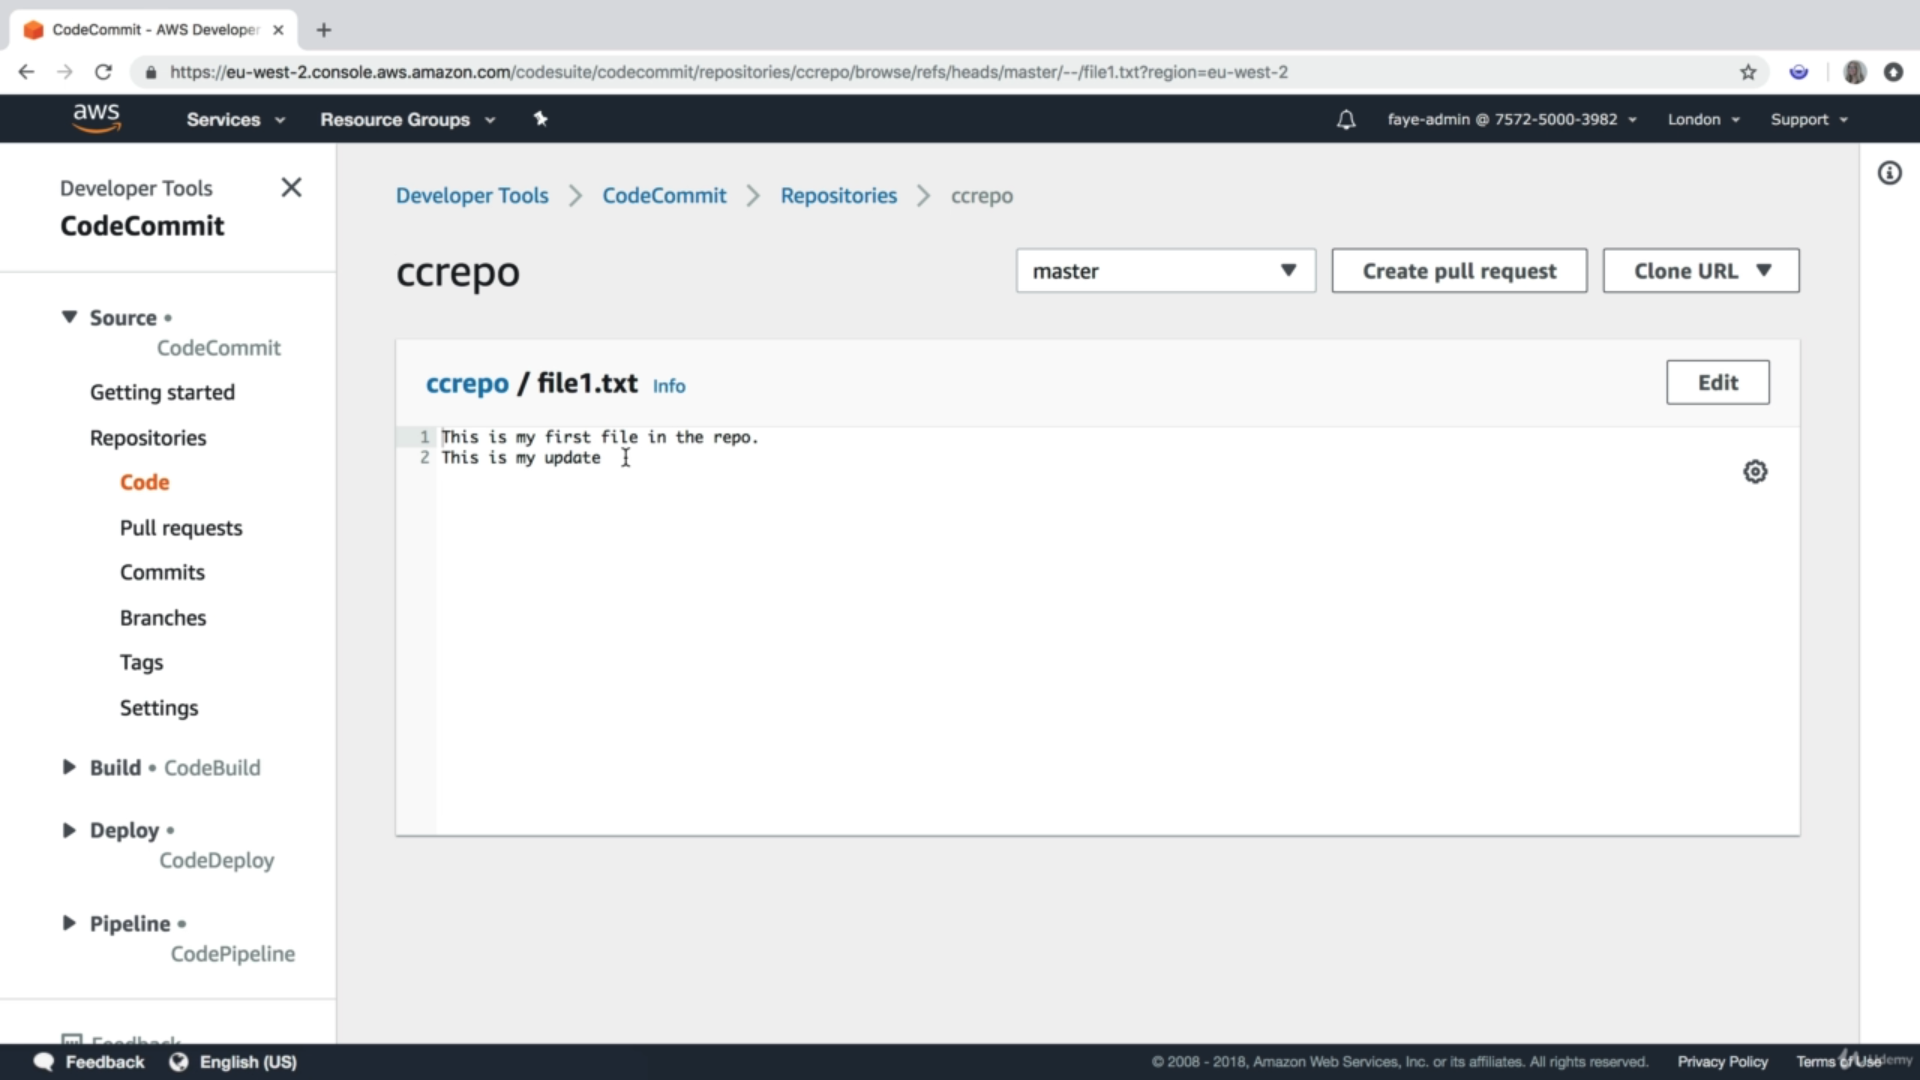 CodeCommit - AWS Developer
https://eu-west-2.console.aws.amazon.com/codesuite/codecommit/repositories/ccrepo/browse/refs/heads/master/--/file1.txt?region=eu-west-2
aws
Services
Resource Groups
faye-admin @ 7572-5000-3982
London
Support
Developer Tools
CodeCommit
Source •
CodeCommit
Getting started
Repositories
Code
Pull requests
Commits
Branches
Tags
Settings
Build • CodeBuild
Deploy •
CodeDeploy
Pipeline •
CodePipeline
Feedback
Developer Tools > CodeCommit > Repositories > ccrepo
ccrepo
master
Create pull request
Clone URL
ccrepo / file1.txt Info
Edit
1 This is my first file in the repo.
2 This is my update
Feedback
English (US)
© 2008 - 2018, Amazon Web Services, Inc. or its affiliates. All rights reserved.
Privacy Policy
Terms of Use